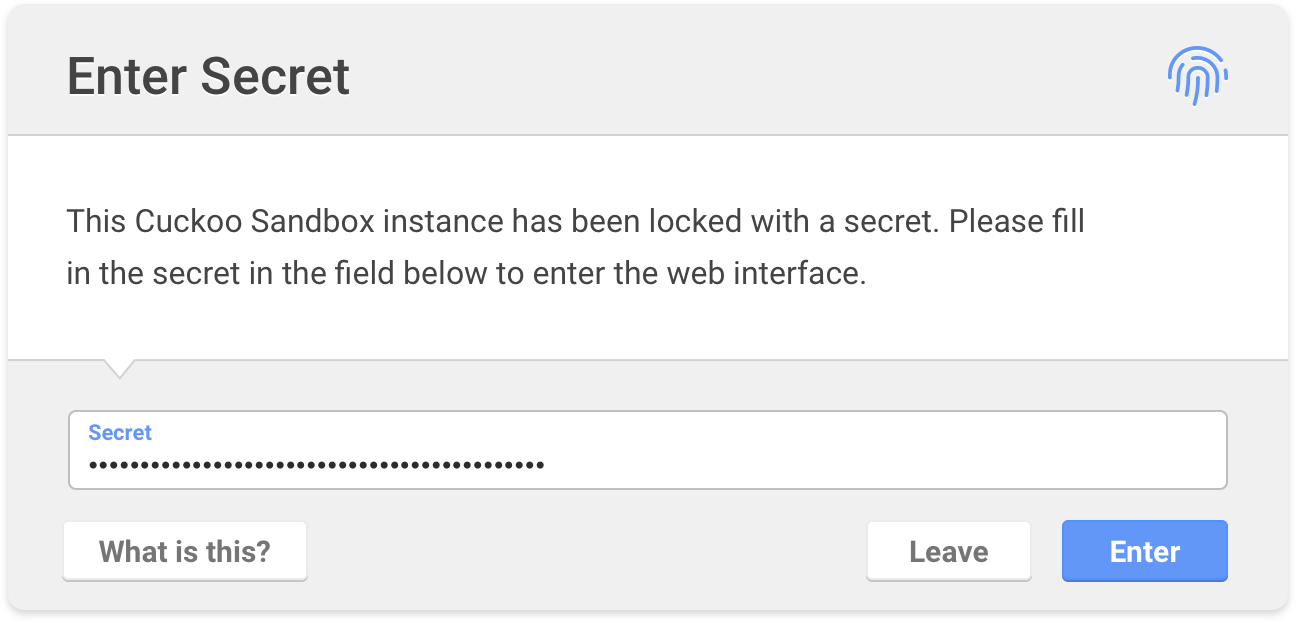 Enter Secret
This Cuckoo Sandbox instance has been locked with a secret. Please fill
in the secret in the field below to enter the web interface.
Secret
••••••••••••••••••••••••••••••••••••••••••••
What is this?
Leave
Enter